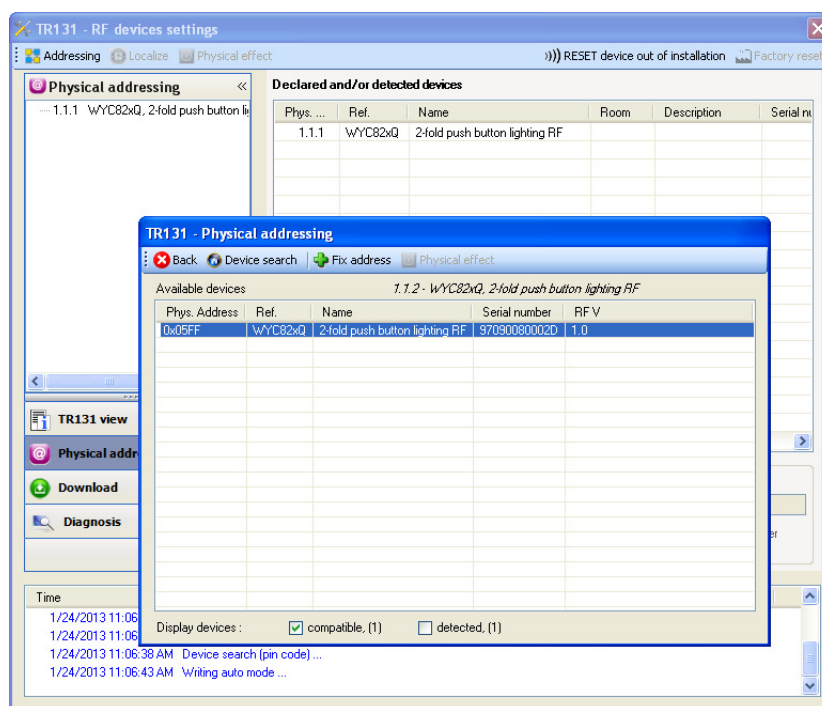 TR131 - RF devices settings
Addressing Localize Physical effect RESET device out of installation Factory reset
Physical addressing «
Declared and/or detected devices
1.1.1 WYC82xQ, 2-fold push button
Phys. ... Ref. Name Room Description Serial
1.1.1 WYC82xQ 2-fold push button lighting RF
TR131 - Physical addressing
Back Device search Fix address Physical effect
Available devices 1.1.2 - WYC82xQ, 2-fold push button lighting RF
Phys. Address Ref. Name Serial number RF V
0x05FF WYC82xQ 2-fold push button lighting RF 97090080002D 1.0
TR131 view
Physical addr
Download
Diagnosis
er
Time
1/24/2013 11:06
1/24/2013 11:06
Display devices : compatible, (1) detected, (1)
1/24/2013 11:06:38 AM Device search (pin code) ...
1/24/2013 11:06:43 AM Writing auto mode ...